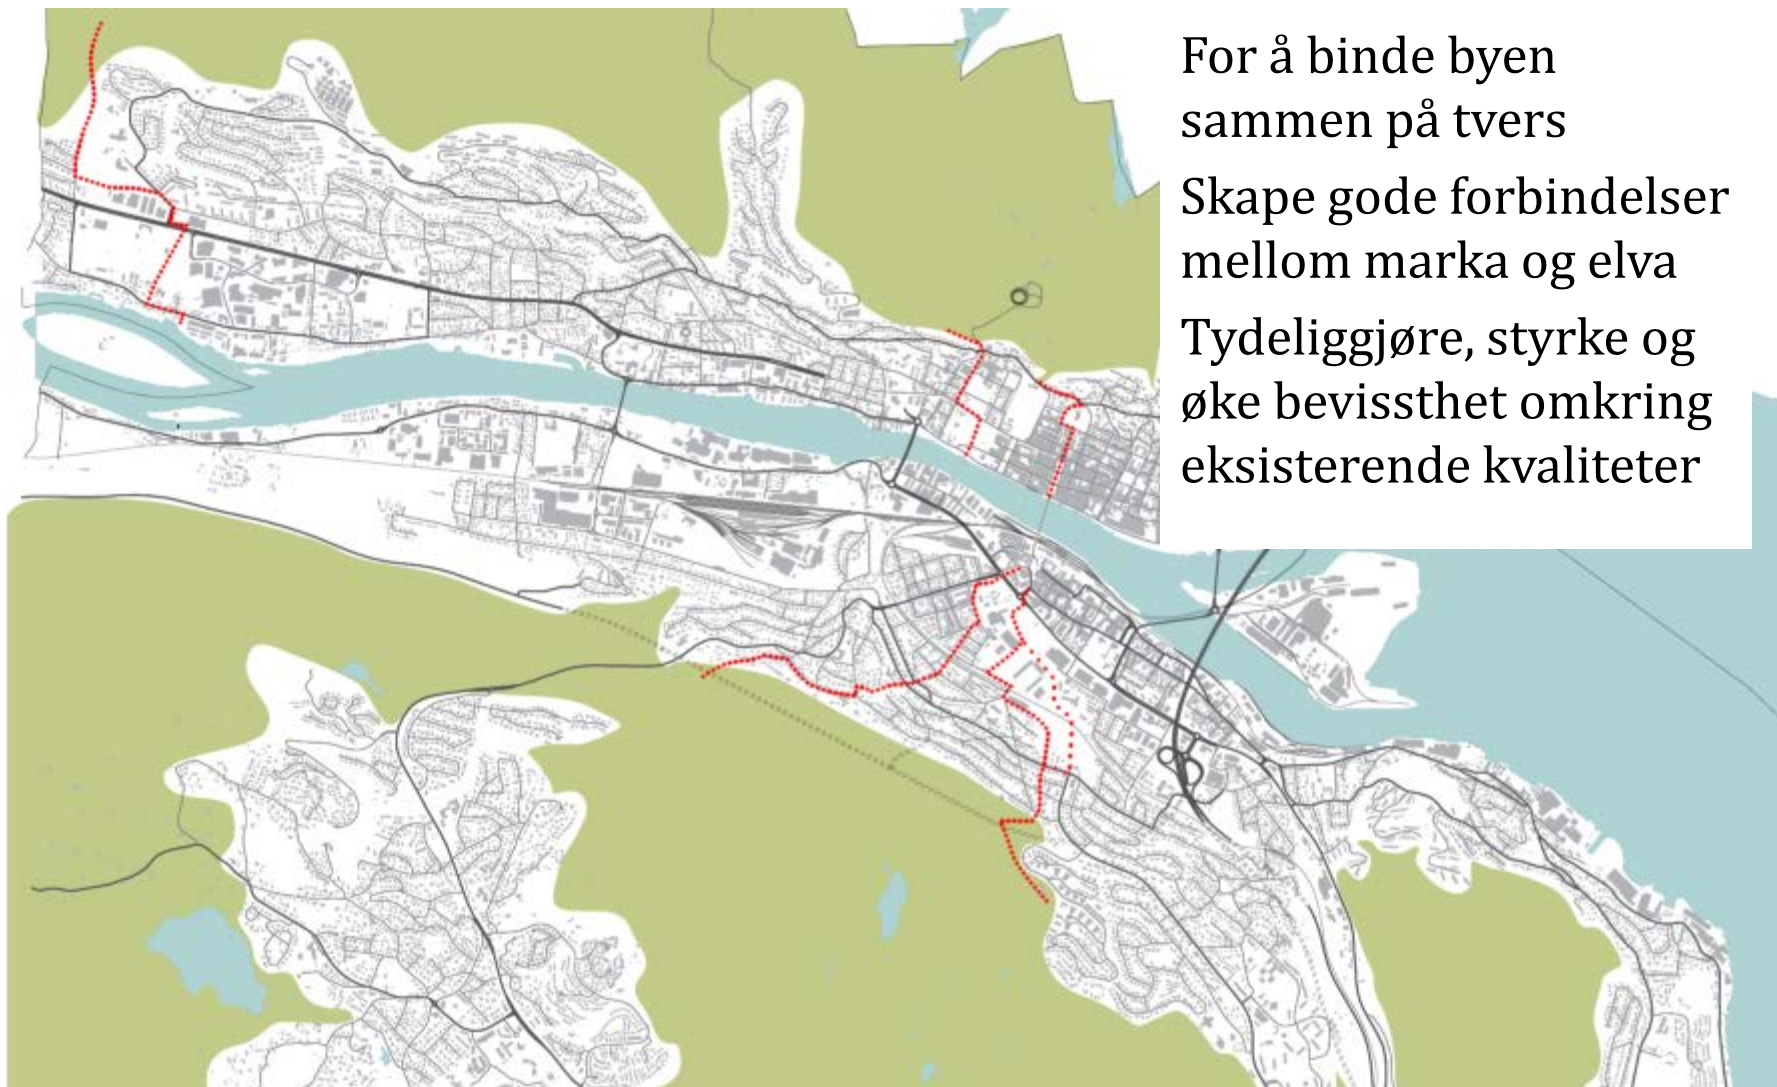 For å binde byen
sammen på tvers
Skape gode forbindelser
mellom marka og elva
Tydeliggjøre, styrke og
øke bevissthet omkring
eksisterende kvaliteter